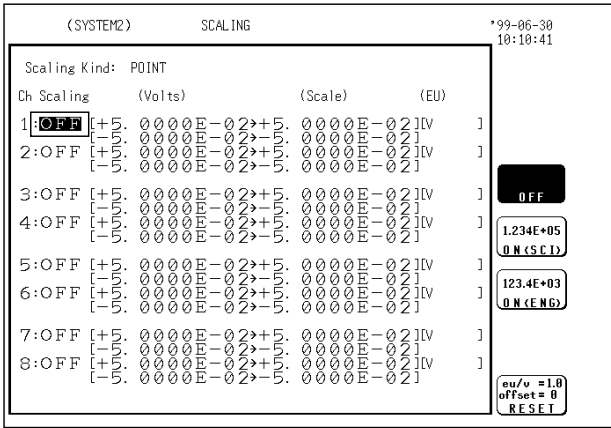 (SYSTEM2) SCALING '99-06-30
10:10:41
Scaling Kind: POINT
Ch Scaling (Volts) (Scale) (EU)
1:OFF [+5. 0000E-02→+5. 0000E-02][V ]
[-5. 0000E-02→-5. 0000E-02]
2:OFF [+5. 0000E-02→+5. 0000E-02][V ]
[-5. 0000E-02→-5. 0000E-02]
3:OFF [+5. 0000E-02→+5. 0000E-02][V ]
[-5. 0000E-02→-5. 0000E-02]
4:OFF [+5. 0000E-02→+5. 0000E-02][V ]
[-5. 0000E-02→-5. 0000E-02]
5:OFF [+5. 0000E-02→+5. 0000E-02][V ]
[-5. 0000E-02→-5. 0000E-02]
6:OFF [+5. 0000E-02→+5. 0000E-02][V ]
[-5. 0000E-02→-5. 0000E-02]
7:OFF [+5. 0000E-02→+5. 0000E-02][V ]
[-5. 0000E-02→-5. 0000E-02]
8:OFF [+5. 0000E-02→+5. 0000E-02][V ]
[-5. 0000E-02→-5. 0000E-02]
OFF
1.234E+05
ON(SCI)
123.4E+03
ON(ENG)
eu/v =1.0
offset= 0
RESET